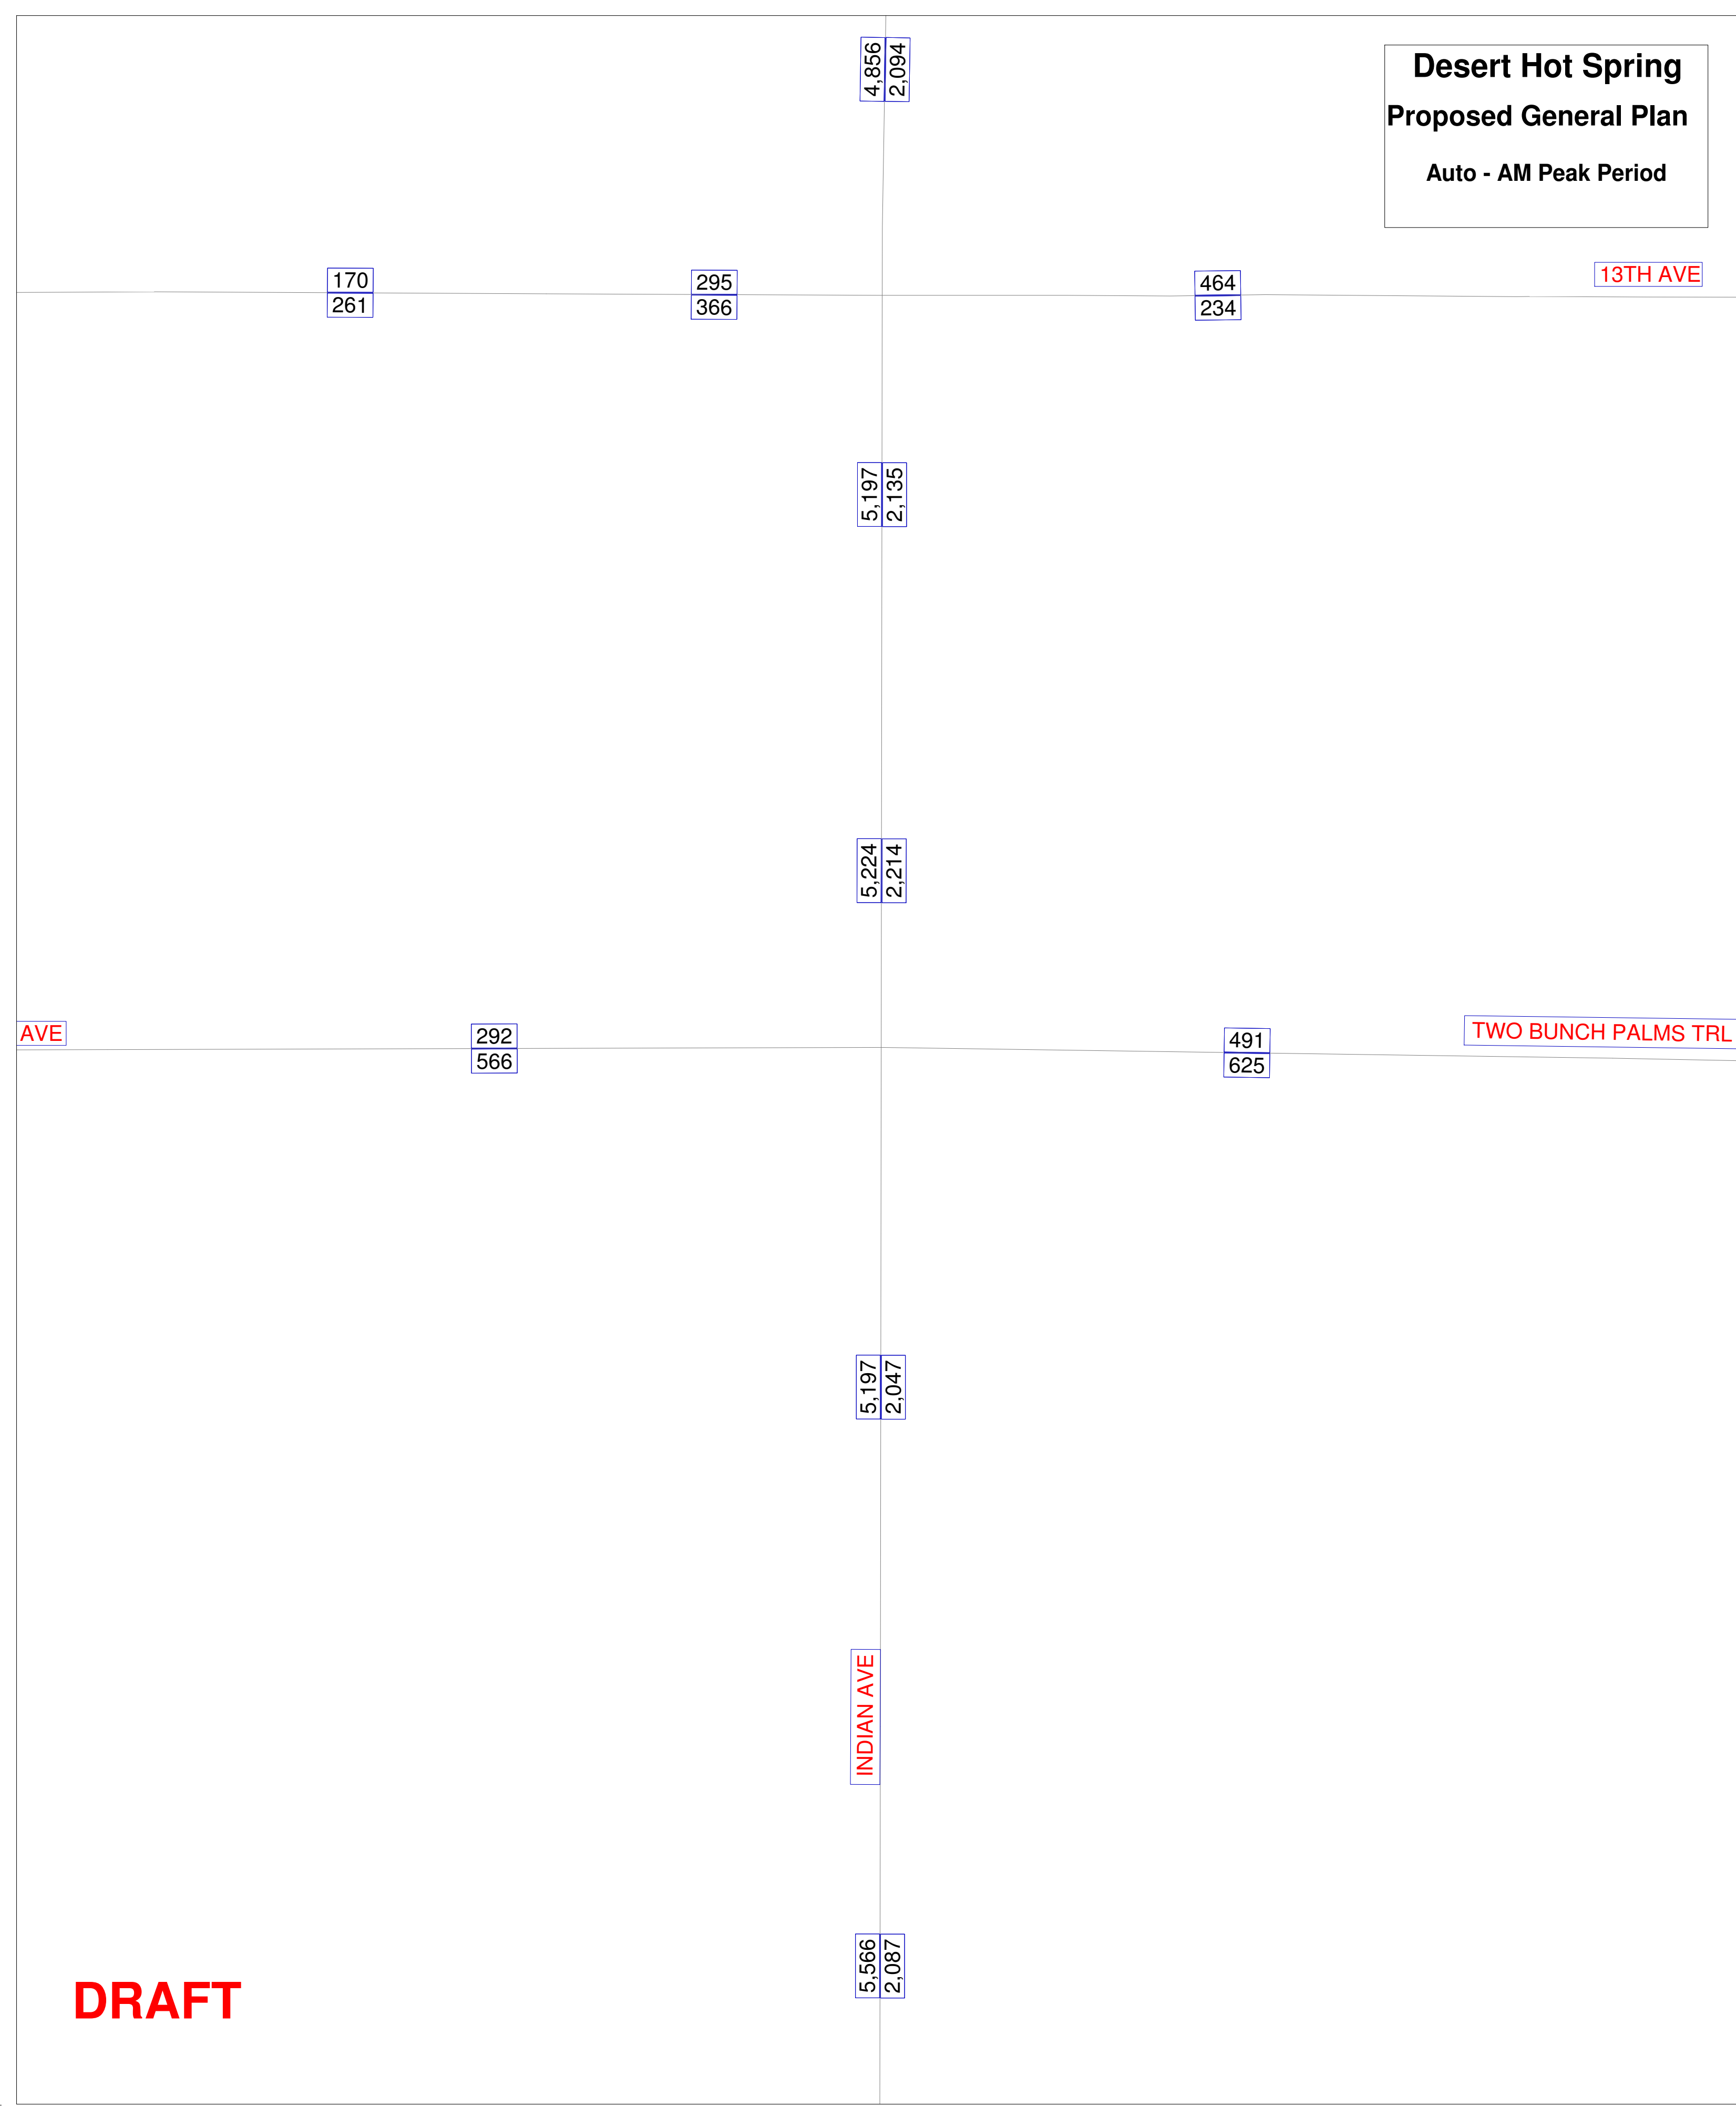 4,856
2,094
Desert Hot Spring
Proposed General Plan
Auto - AM Peak Period
170
261
295
366
464
234
13TH AVE
5,197
2,135
5,224
2,214
AVE
292
566
491
625
TWO BUNCH PALMS TRL
5,197
2,047
INDIAN AVE
5,566
2,087
DRAFT